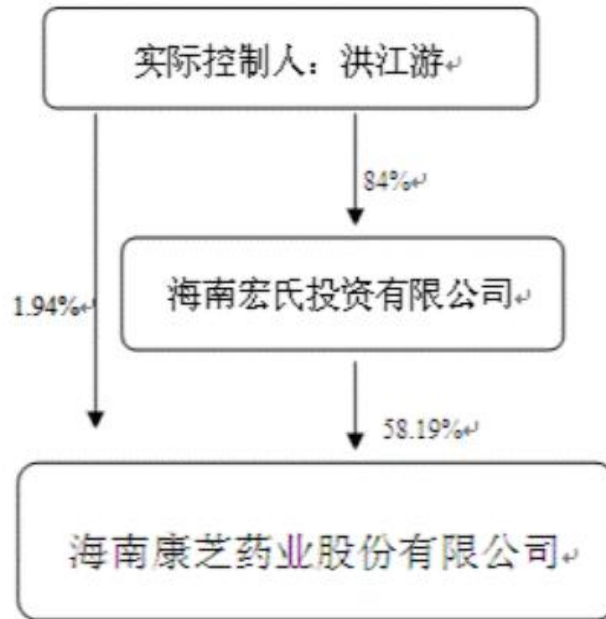 实际控制人：洪江游
84%
海南宏氏投资有限公司
1.94%
58.19%
海南康芝药业股份有限公司